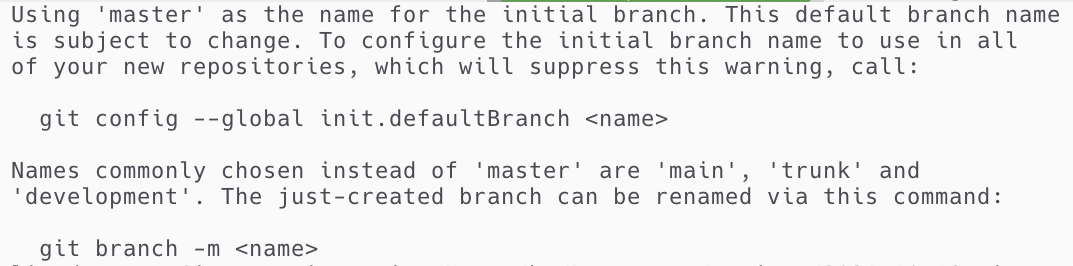 Using 'master' as the name for the initial branch. This default branch name
is subject to change. To configure the initial branch name to use in all
of your new repositories, which will suppress this warning, call:
git config --global init.defaultBranch <name>
Names commonly chosen instead of 'master' are 'main', 'trunk' and
'development'. The just-created branch can be renamed via this command:
git branch -m <name>